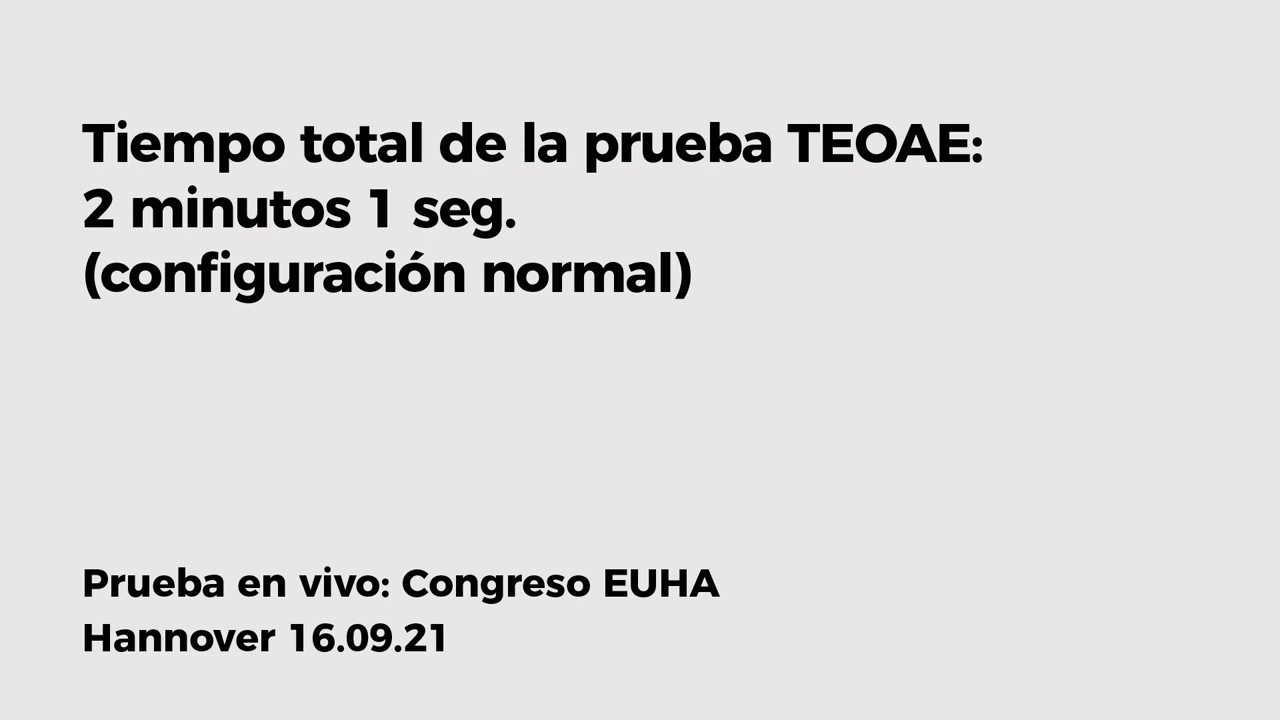 Tiempo total de la prueba TEOAE:
2 minutos 1 seg.
(configuración normal)
Prueba en vivo: Congreso EUHA
Hannover 16.09.21